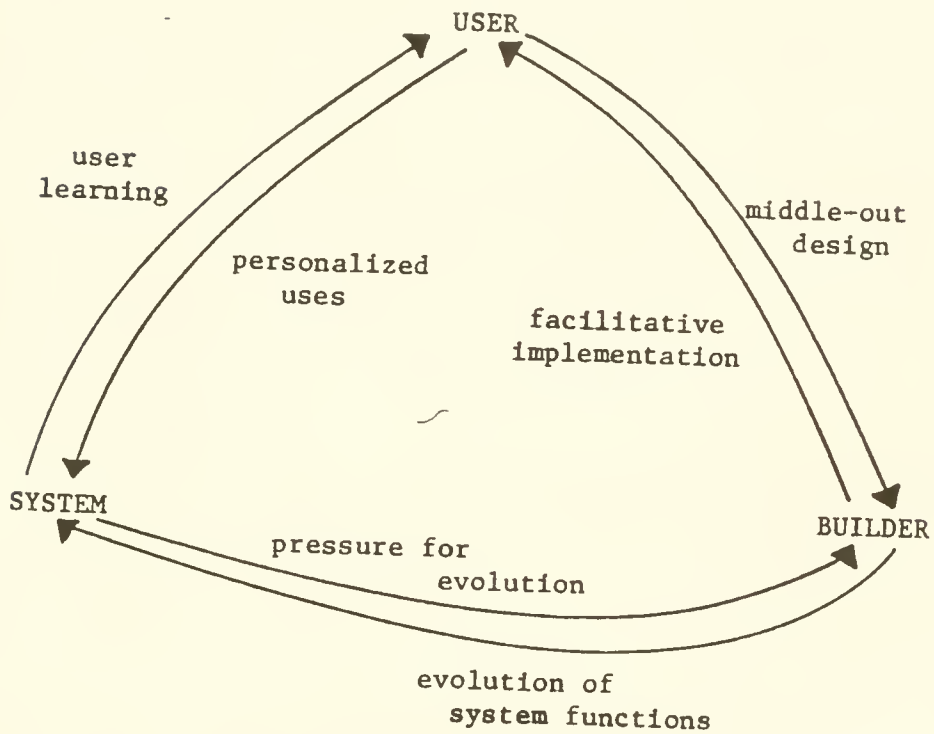 USER
user
learning
middle-out
design
personalized
uses
facilitative
implementation
SYSTEM
BUILDER
pressure for
evolution
evolution of
system functions